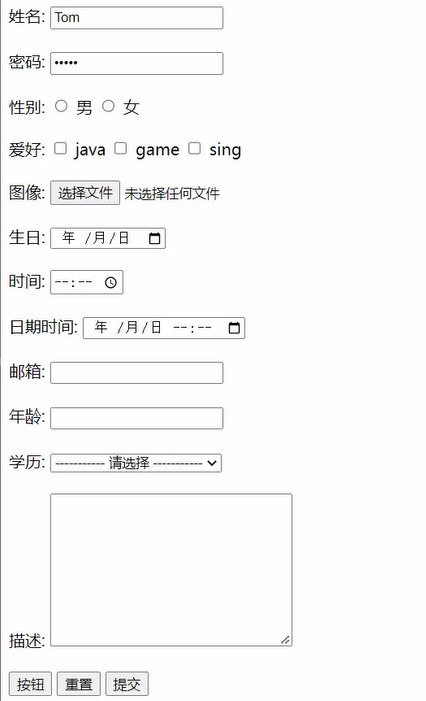 姓名: Tom
密码: •••••
性别: 男 女
爱好: java game sing
图像: 选择文件 未选择任何文件
生日: 年 /月/日
时间: --:--
日期时间: 年 /月/日 --:--
邮箱:
年龄:
学历: ----------- 请选择 -----------
描述:
按钮 重置 提交